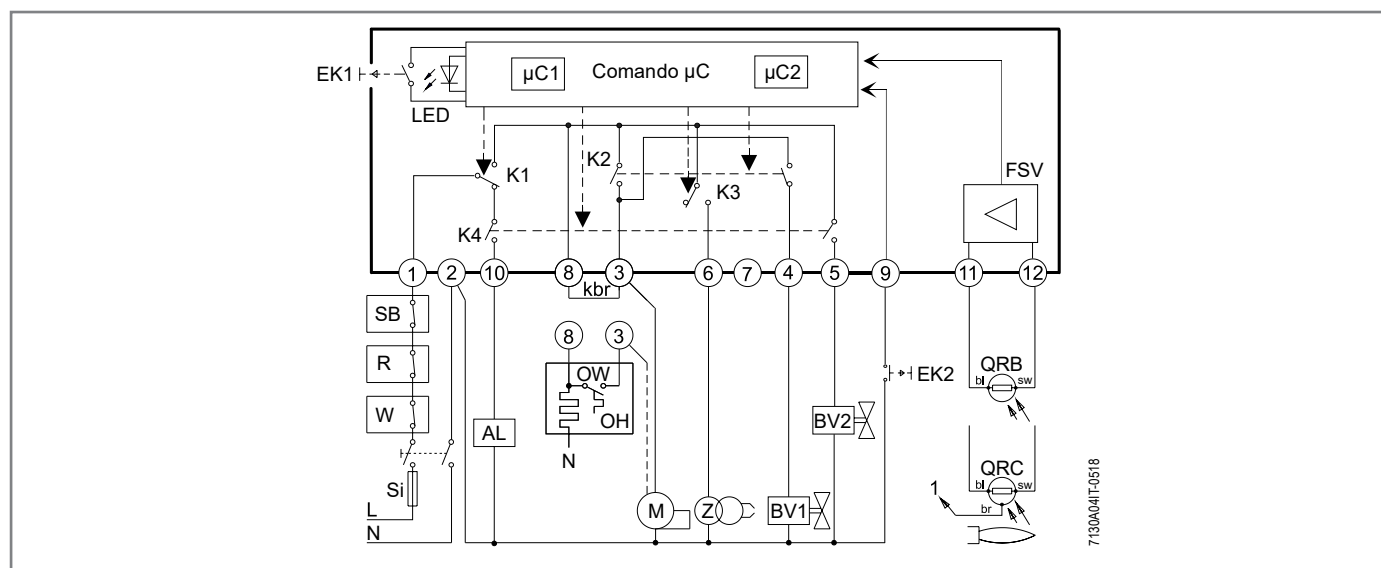 EK1
µC1
Comando µC
µC2
LED
FSV
K2
K1
K3
K4
1
2
10
8
3
6
7
4
5
9
11
12
kbr
SB
8
3
R
OW
EK2
bl
QRB
sw
W
OH
BV2
AL
N
QRC
Si
bl
sw
1
br
L
M
Z
BV1
N
7130A04IT-0518